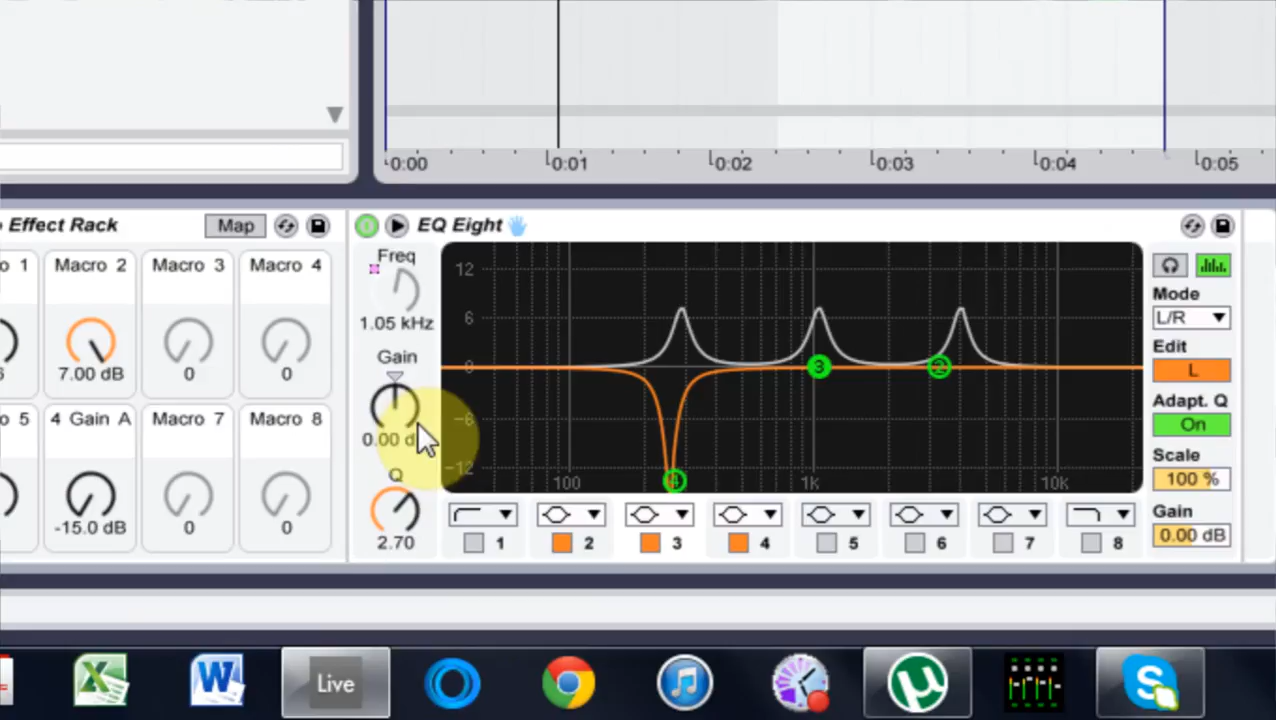 0:00 0:01 0:02 0:03 0:04 0:05
Effect Rack Map
EQ Eight
o 1 Macro 2 Macro 3 Macro 4
7.00 dB 0 0
o 5 4 Gain A Macro 7 Macro 8
-15.0 dB 0 0
Freq
1.05 kHz
Gain
0.00 d
Q
2.70
12
6
0
-6
-12
100 1k 10k
3 2
4
1 2 3 4 5 6 7 8
Mode
L/R
Edit
L
Adapt. Q
On
Scale
100 %
Gain
0.00 dB
X W Live µ S